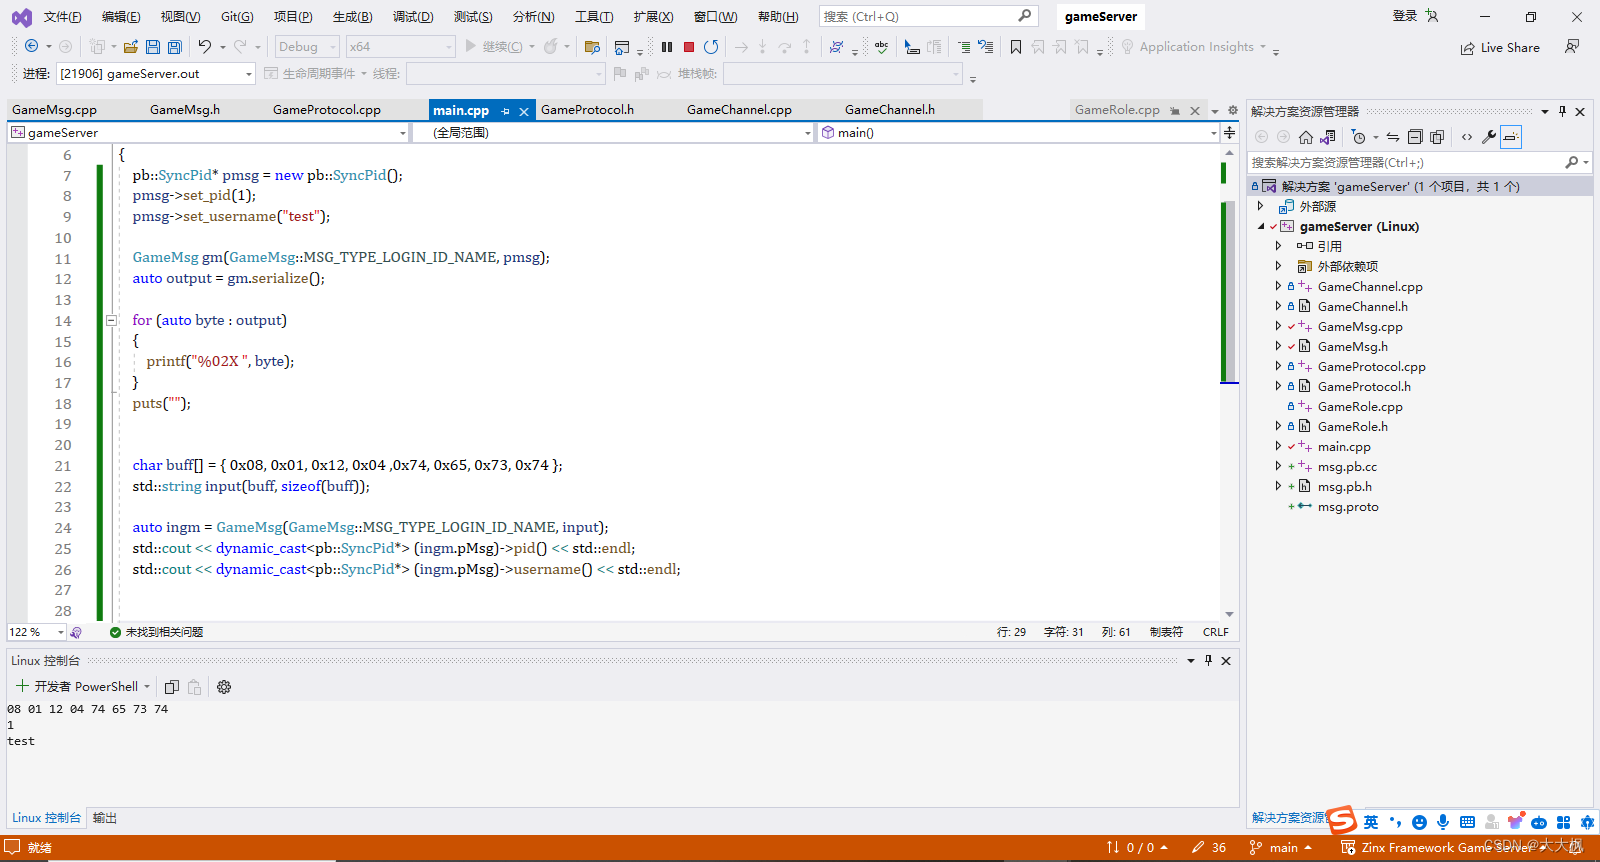 文件(F) 编辑(E) 视图(V) Git(G) 项目(P) 生成(B) 调试(D) 测试(S) 分析(N) 工具(T) 扩展(X) 窗口(W) 帮助(H) 搜索 (Ctrl+Q) gameServer 登录
Debug x64 继续(C) Application Insights Live Share
进程: [21906] gameServer.out 生命周期事件 线程: 堆栈帧:
GameMsg.cpp GameMsg.h GameProtocol.cpp main.cpp GameProtocol.h GameChannel.cpp GameChannel.h GameRole.cpp
gameServer (全局范围) main()
6 {
7 pb::SyncPid* pmsg = new pb::SyncPid();
8 pmsg->set_pid(1);
9 pmsg->set_username("test");
10
11 GameMsg gm(GameMsg::MSG_TYPE_LOGIN_ID_NAME, pmsg);
12 auto output = gm.serialize();
13
14 for (auto byte : output)
15 {
16 printf("%02X ", byte);
17 }
18 puts("");
19
20
21 char buff[] = { 0x08, 0x01, 0x12, 0x04 ,0x74, 0x65, 0x73, 0x74 };
22 std::string input(buff, sizeof(buff));
23
24 auto ingm = GameMsg(GameMsg::MSG_TYPE_LOGIN_ID_NAME, input);
25 std::cout << dynamic_cast<pb::SyncPid*> (ingm.pMsg)->pid() << std::endl;
26 std::cout << dynamic_cast<pb::SyncPid*> (ingm.pMsg)->username() << std::endl;
27
28
122 % 未找到相关问题 行: 29 字符: 31 列: 61 制表符 CRLF
Linux 控制台
开发者 PowerShell
08 01 12 04 74 65 73 74
1
test
Linux 控制台 输出
解决方案资源管理器
搜索解决方案资源管理器(Ctrl+;)
解决方案 'gameServer' (1 个项目，共 1 个)
外部源
gameServer (Linux)
引用
外部依赖项
GameChannel.cpp
GameChannel.h
GameMsg.cpp
GameMsg.h
GameProtocol.cpp
GameProtocol.h
GameRole.cpp
GameRole.h
main.cpp
msg.pb.cc
msg.pb.h
msg.proto
解决方案资源管
英
就绪 0 / 0 36 main Zinx Framework Game Server